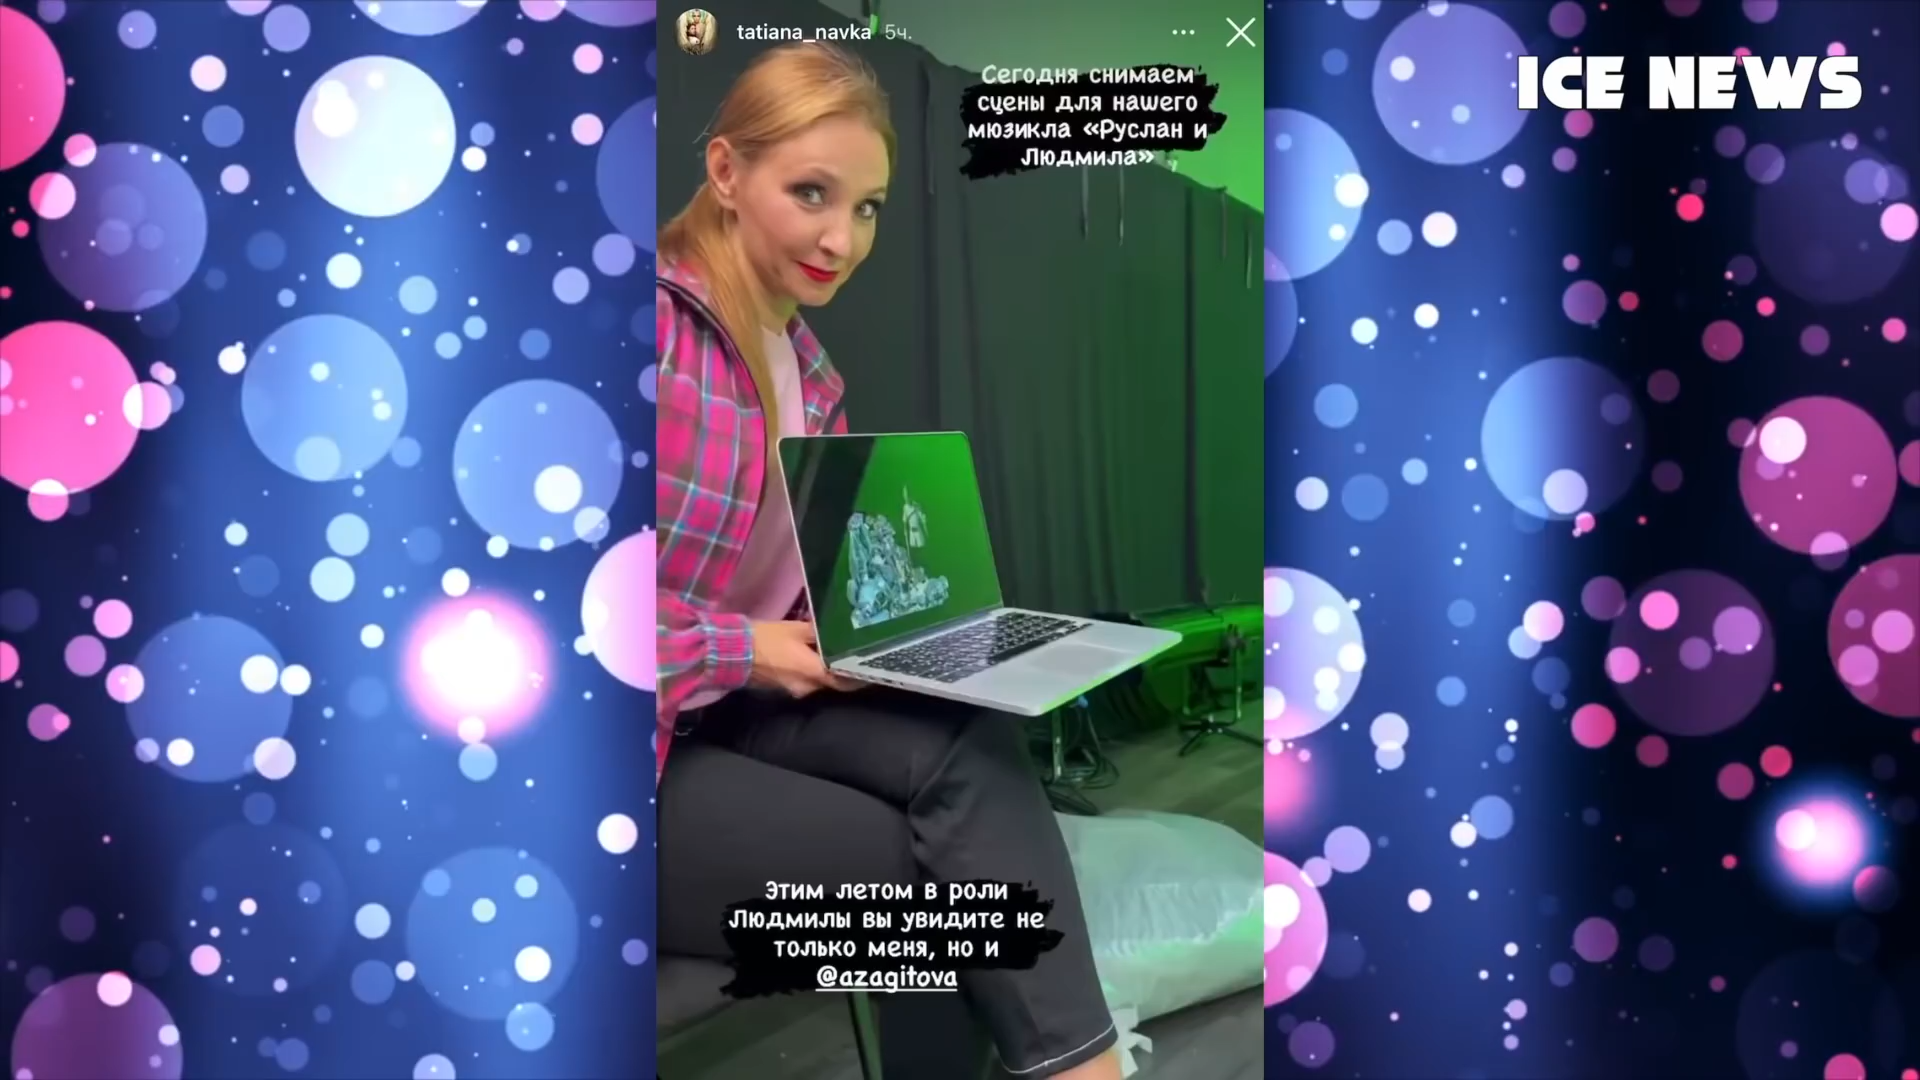 tatiana_navka 5ч.
ICE NEWS
Сегодня снимаем
сцены для нашего
мюзикла «Руслан и
Людмила»
Этим летом в роли
Людмилы вы увидите не
только меня, но и
@azagitova